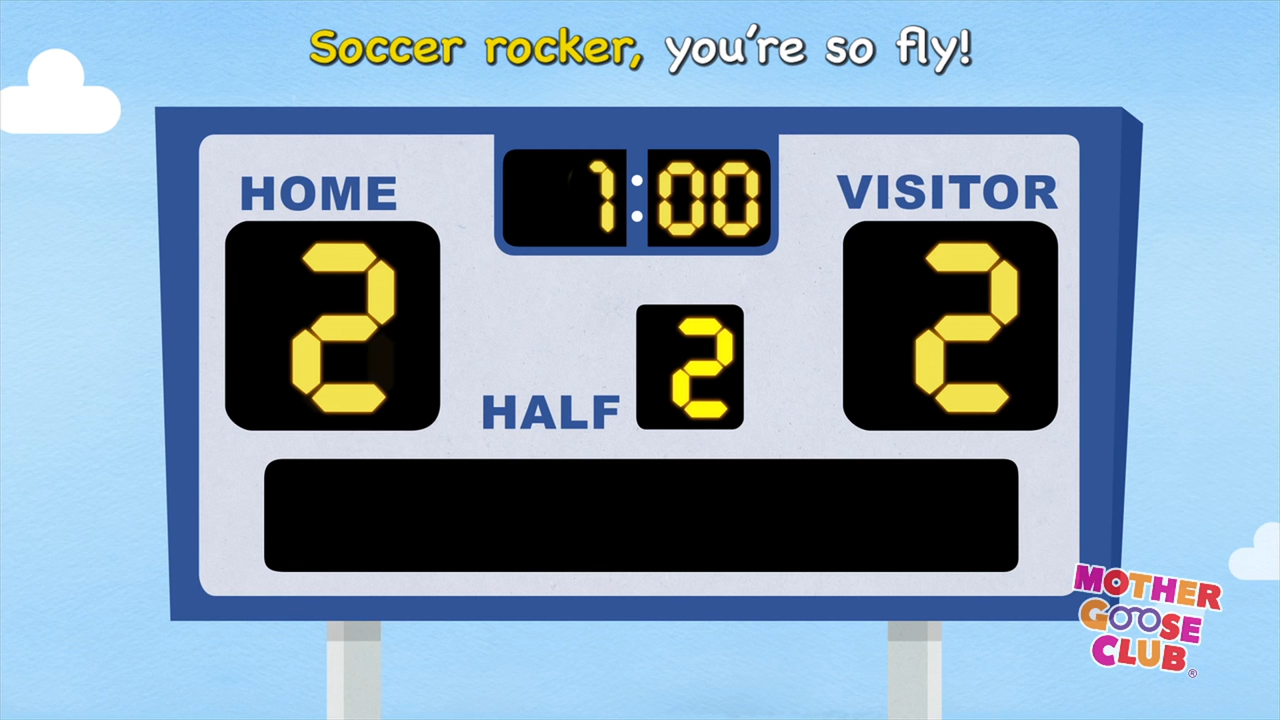 Soccer rocker, you're so fly!
1:00
HOME
VISITOR
2
2
HALF 2
MOTHER
GOOSE
CLUB®